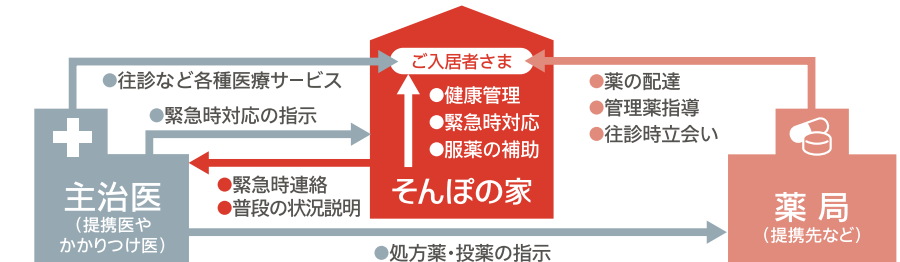 ご入居者さま
●往診など各種医療サービス
●緊急時対応の指示
●健康管理
●緊急時対応
●服薬の補助
そんぽの家
●薬の配達
●管理薬指導
●往診時立会い
主治医
（提携医や
かかりつけ医）
●緊急時連絡
●普段の状況説明
薬局
（提携先など）
●処方薬・投薬の指示